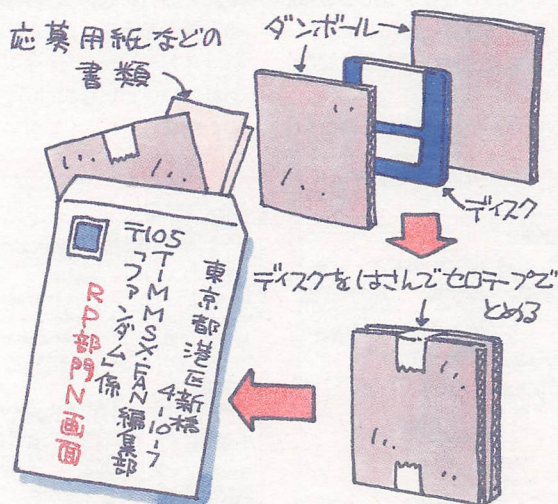 応募用紙などの
書類
ダンボール
ディスク
ディスクをはさんでセロテープで
とめる
〒105
東京都港区新橋
4-10-7
TIM MSX・FAN編集部
「ファンダム」係
RP部門N画面